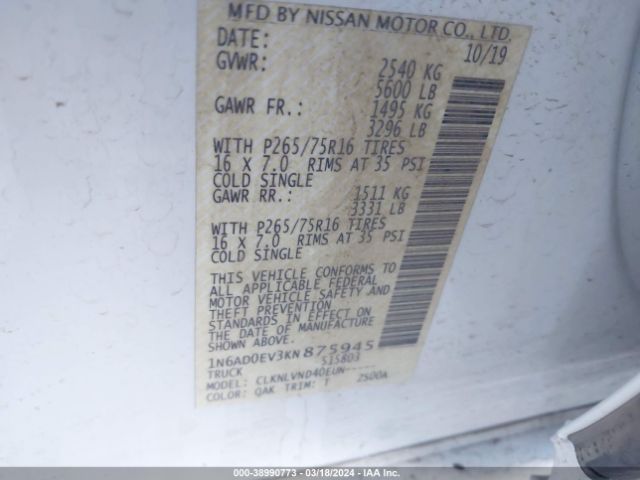 MFD BY NISSAN MOTOR CO., LTD.
DATE: 10/19
GVWR: 2540 KG
5600 LB
GAWR FR.: 1495 KG
3296 LB
WITH P265/75R16 TIRES
16 X 7.0 RIMS AT 35 PSI
COLD SINGLE
GAWR RR.: 1511 KG
3331 LB
WITH P265/75R16 TIRES
16 X 7.0 RIMS AT 35 PSI
COLD SINGLE
THIS VEHICLE CONFORMS TO
ALL APPLICABLE FEDERAL
MOTOR VEHICLE SAFETY AND
THEFT PREVENTION
STANDARDS IN EFFECT ON
THE DATE OF MANUFACTURE
SHOWN ABOVE.
1N6AD0EV3KN875945
TRUCK 515803
MODEL: CLKNLVND40EUN-----
COLOR: QAK TRIM: T 2S00A
000-38990773 — 03/18/2024 — IAA Inc.